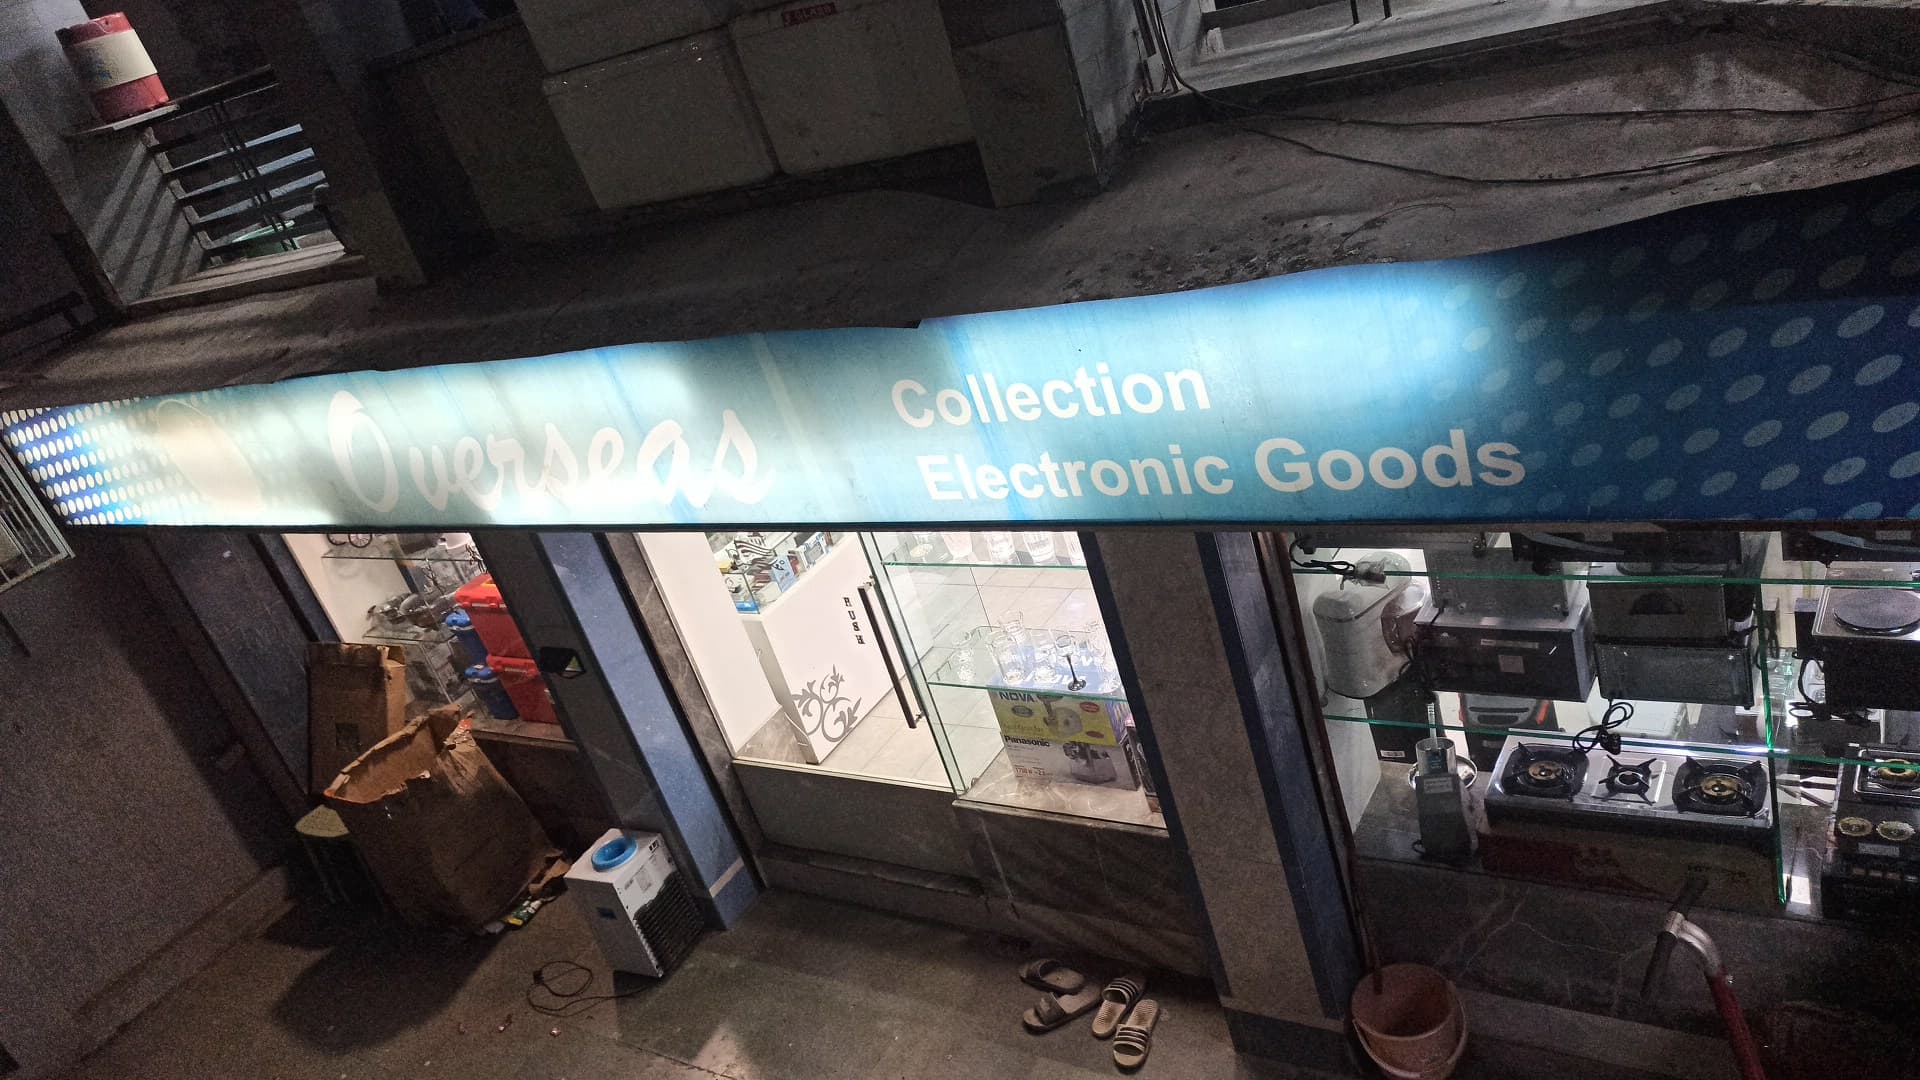 Overseas
Collection
Electronic Goods
PUSH
NOVA
Panasonic